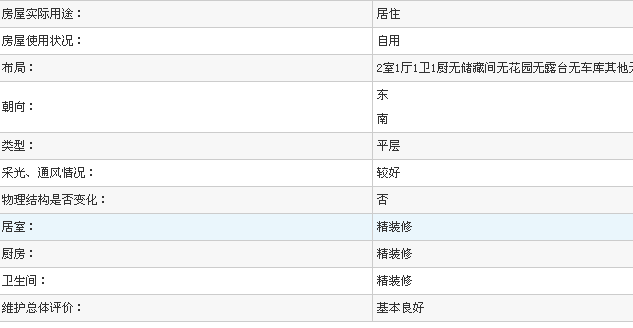 房屋实际用途： 居住
房屋使用状况： 自用
布局： 2室1厅1卫1厨无储藏间无花园无露台无车库其他
朝向： 东
南
类型： 平层
采光、通风情况： 较好
物理结构是否变化： 否
居室： 精装修
厨房： 精装修
卫生间： 精装修
维护总体评价： 基本良好